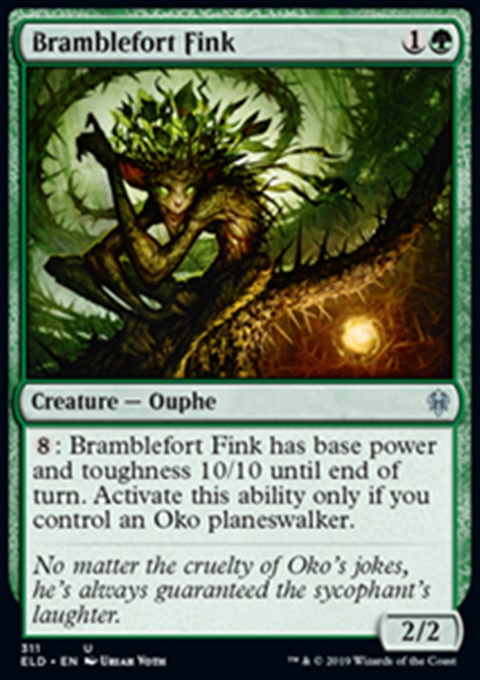 Bramblefort Fink 1
Creature — Ouphe
8: Bramblefort Fink has base power
and toughness 10/10 until end of
turn. Activate this ability only if you
control an Oko planeswalker.
No matter the cruelty of Oko's jokes,
he's always guaranteed the sycophant's
laughter.
2/2
311 U
ELD • EN Urian Voth
™ & © 2019 Wizards of the Coast